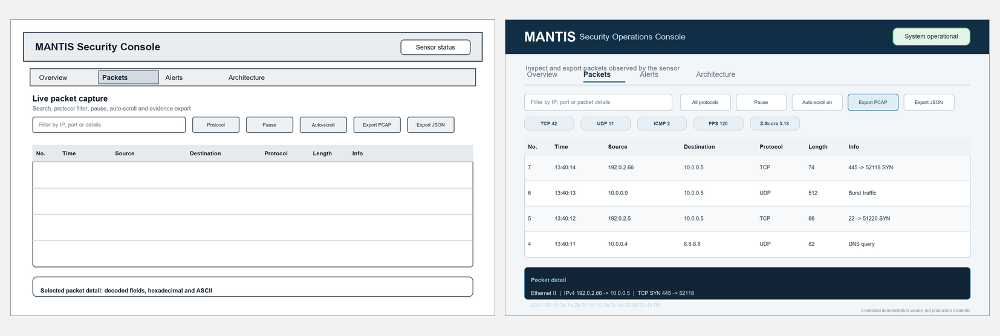 MANTIS Security Console
Sensor status
Overview Packets Alerts Architecture
Live packet capture
Search, protocol filter, pause, auto-scroll and evidence export
Filter by IP, port or details Protocol Pause Auto-scroll Export PCAP Export JSON
No. Time Source Destination Protocol Length Info
Selected packet detail: decoded fields, hexadecimal and ASCII
MANTIS Security Operations Console
System operational
Inspect and export packets observed by the sensor
Overview Packets Alerts Architecture
Filter by IP, port or packet details All protocols Pause Auto-scroll on Export PCAP Export JSON
TCP 42 UDP 11 ICMP 2 PPS 120 Z-Score 3.18
No. Time Source Destination Protocol Length Info
7 13:40:14 192.0.2.66 10.0.0.5 TCP 74 445 -> 52118 SYN
6 13:40:13 10.0.0.9 10.0.0.5 UDP 512 Burst traffic
5 13:40:12 192.0.2.5 10.0.0.5 TCP 66 22 -> 51220 SYN
4 13:40:11 10.0.0.4 8.8.8.8 UDP 82 DNS query
Packet detail
Ethernet II | IPv4 192.0.2.66 -> 10.0.0.5 | TCP SYN 445 -> 52118
0000 00 16 3e 7a 2b 01 00 16 3e 3c 4d 02 08 00 45 00
Controlled demonstration values, not production incidents